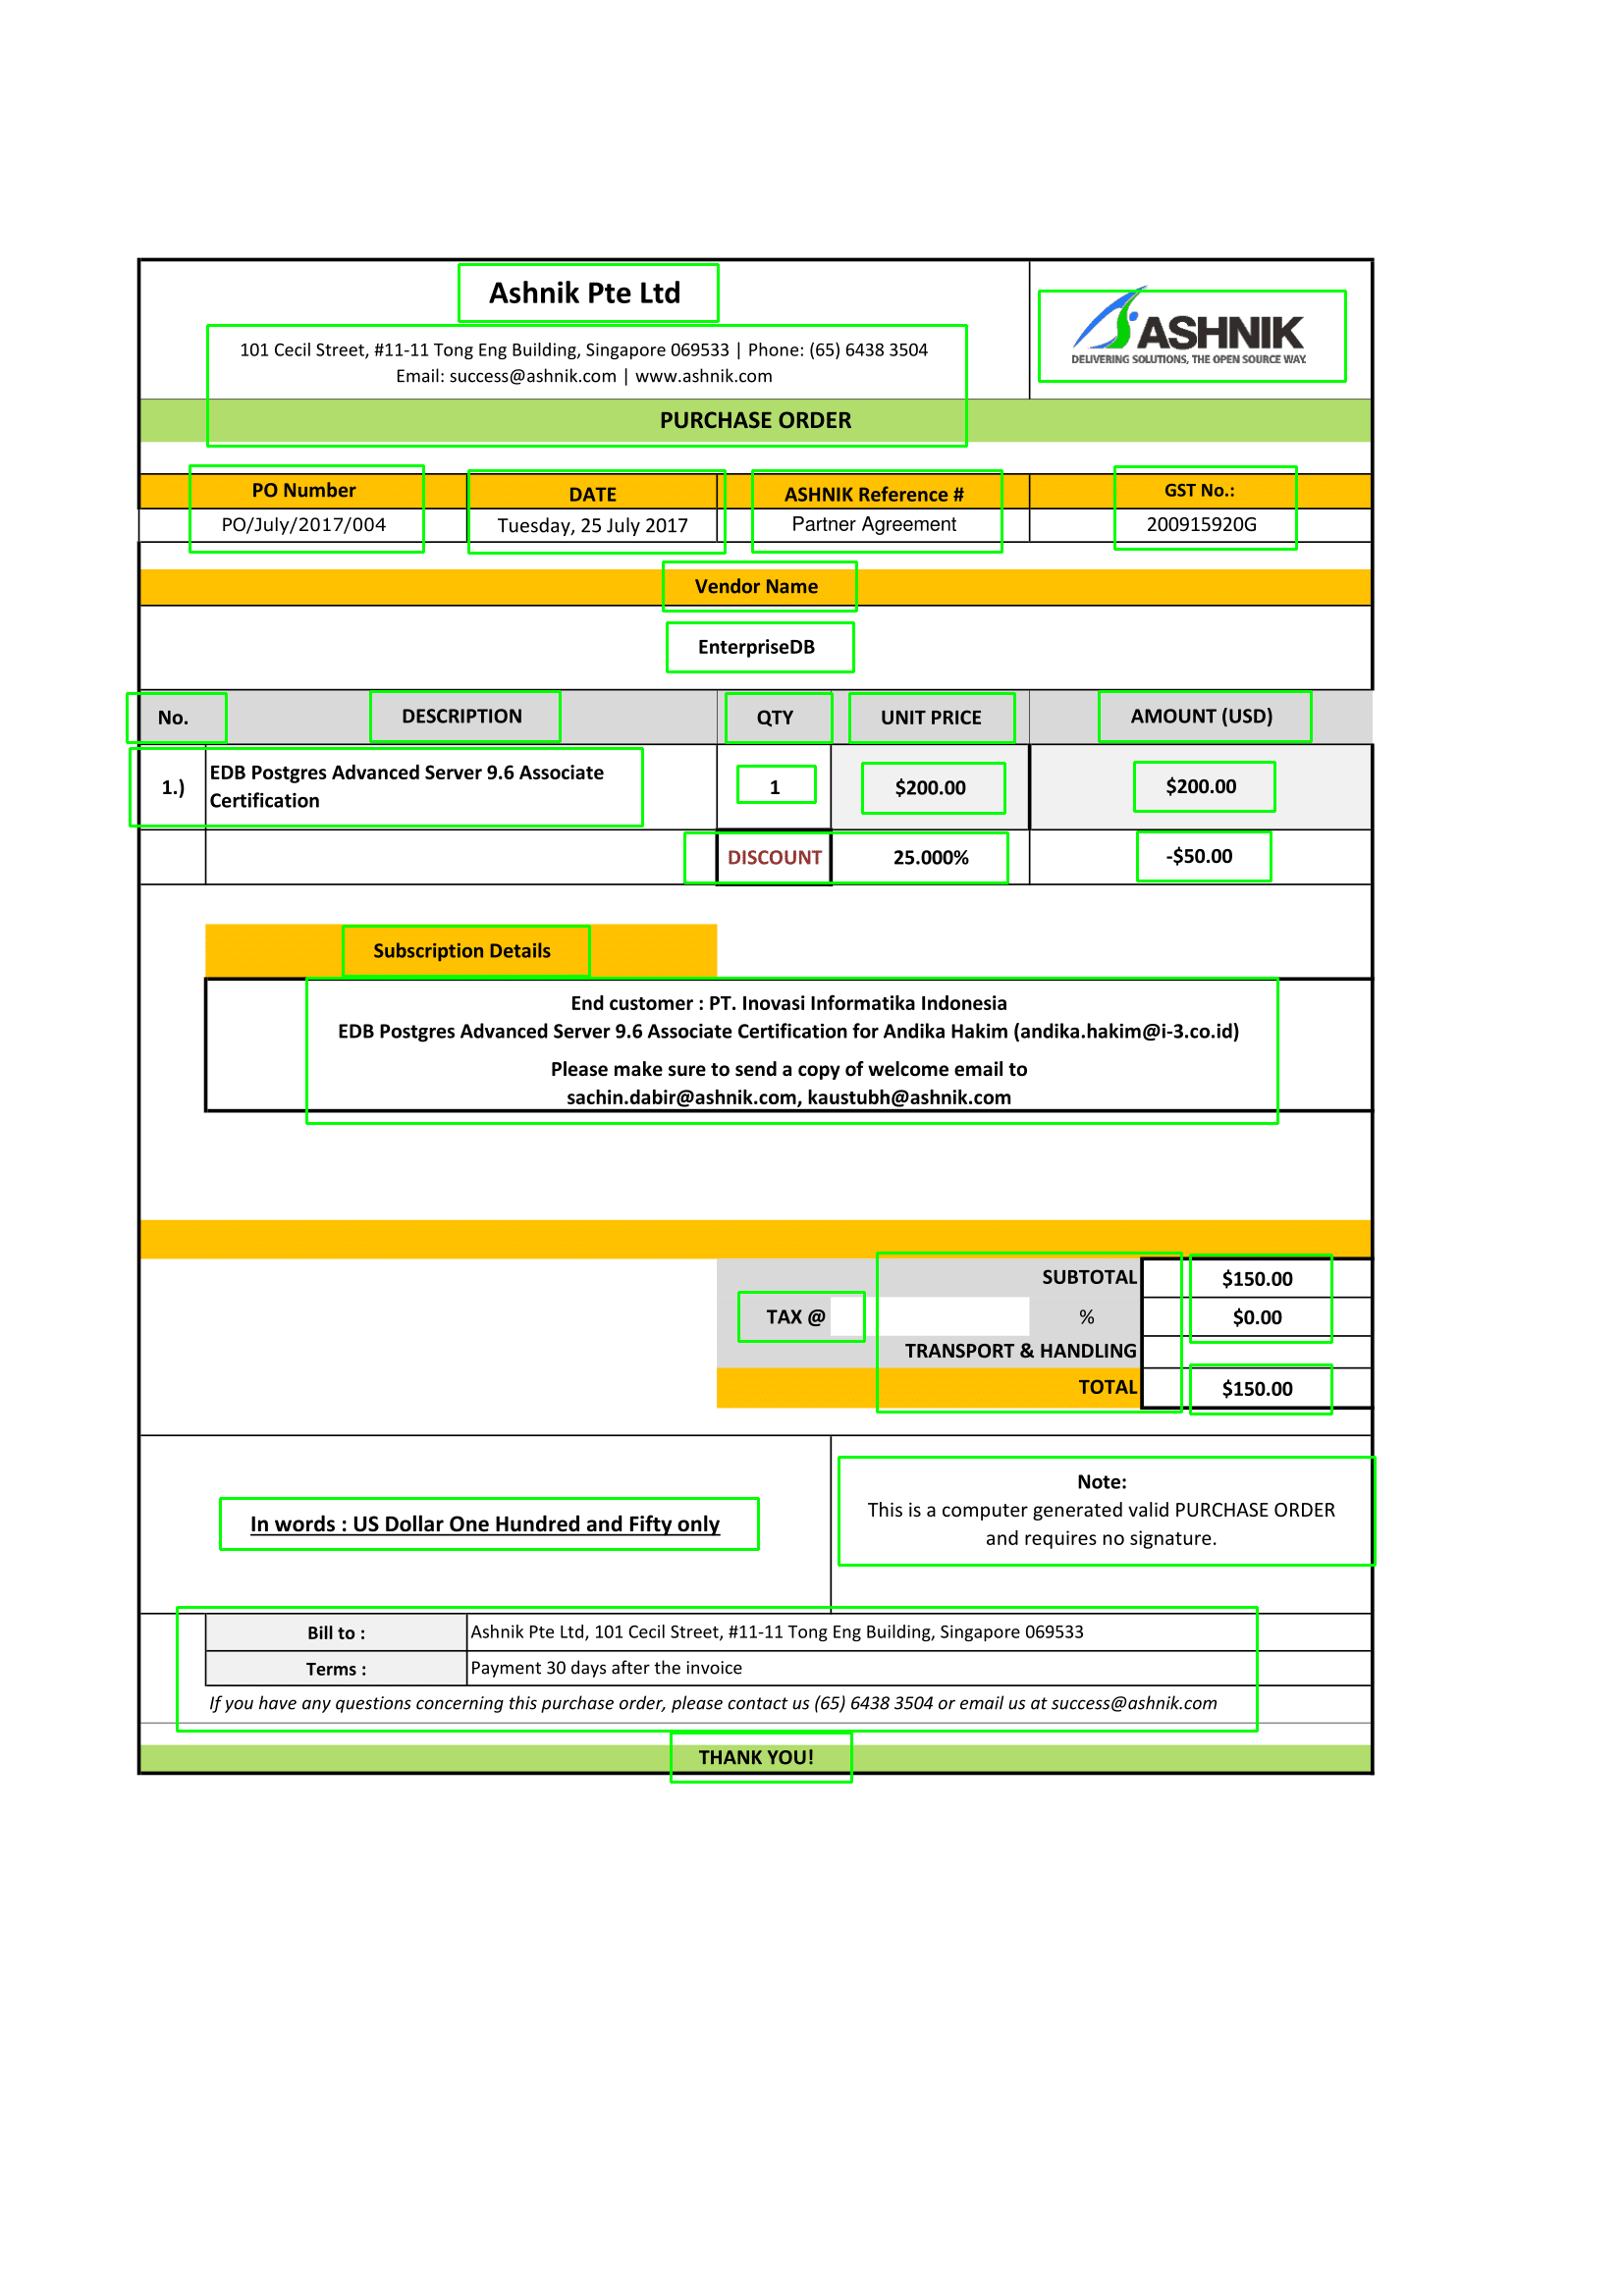 Ashnik Pte Ltd
101 Cecil Street, #11-11 Tong Eng Building, Singapore 069533 | Phone: (65) 6438 3504
Email: success@ashnik.com | www.ashnik.com
ASHNIK
DELIVERING SOLUTIONS, THE OPEN SOURCE WAY.
PURCHASE ORDER
PO Number DATE ASHNIK Reference # GST No.:
PO/July/2017/004 Tuesday, 25 July 2017 Partner Agreement 200915920G
Vendor Name
EnterpriseDB
No. DESCRIPTION QTY UNIT PRICE AMOUNT (USD)
1.) EDB Postgres Advanced Server 9.6 Associate
Certification 1 $200.00 $200.00
DISCOUNT 25.000% -$50.00
Subscription Details
End customer : PT. Inovasi Informatika Indonesia
EDB Postgres Advanced Server 9.6 Associate Certification for Andika Hakim (andika.hakim@i-3.co.id)
Please make sure to send a copy of welcome email to
sachin.dabir@ashnik.com, kaustubh@ashnik.com
SUBTOTAL $150.00
TAX @ % $0.00
TRANSPORT & HANDLING
TOTAL $150.00
In words : US Dollar One Hundred and Fifty only
Note:
This is a computer generated valid PURCHASE ORDER
and requires no signature.
Bill to : Ashnik Pte Ltd, 101 Cecil Street, #11-11 Tong Eng Building, Singapore 069533
Terms : Payment 30 days after the invoice
If you have any questions concerning this purchase order, please contact us (65) 6438 3504 or email us at success@ashnik.com
THANK YOU!